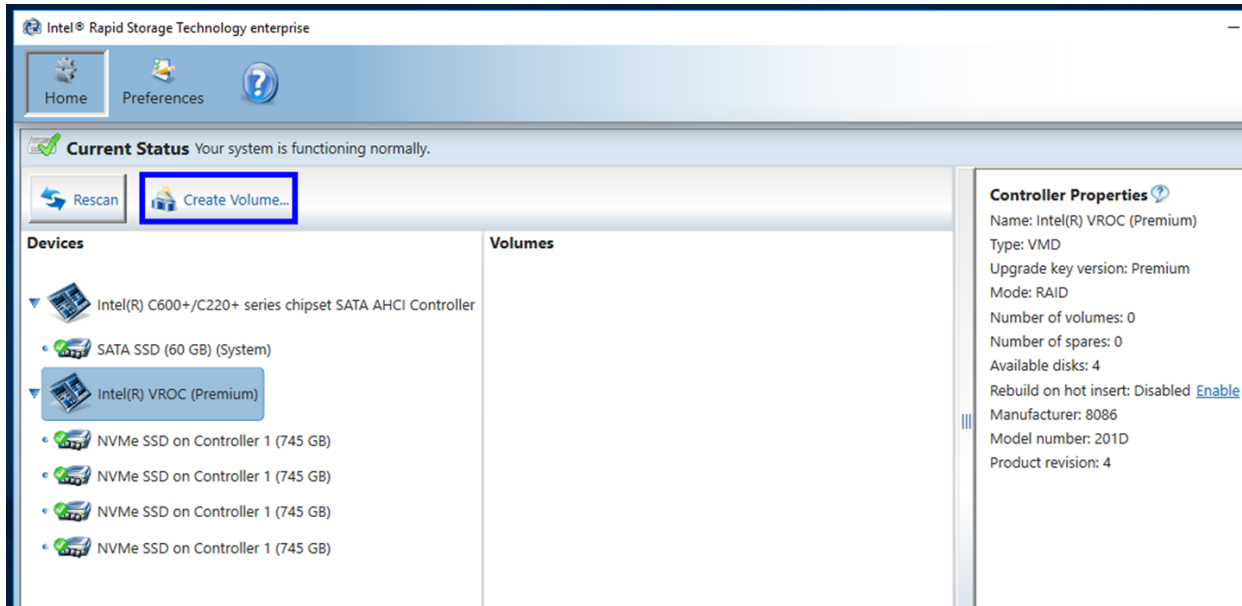 Intel® Rapid Storage Technology enterprise
Home
Preferences
?
Current Status Your system is functioning normally.
Rescan
Create Volume...
Devices
Intel(R) C600+/C220+ series chipset SATA AHCI Controller
SATA SSD (60 GB) (System)
Intel(R) VROC (Premium)
NVMe SSD on Controller 1 (745 GB)
NVMe SSD on Controller 1 (745 GB)
NVMe SSD on Controller 1 (745 GB)
NVMe SSD on Controller 1 (745 GB)
Volumes
Controller Properties ?
Name: Intel(R) VROC (Premium)
Type: VMD
Upgrade key version: Premium
Mode: RAID
Number of volumes: 0
Number of spares: 0
Available disks: 4
Rebuild on hot insert: Disabled Enable
Manufacturer: 8086
Model number: 201D
Product revision: 4